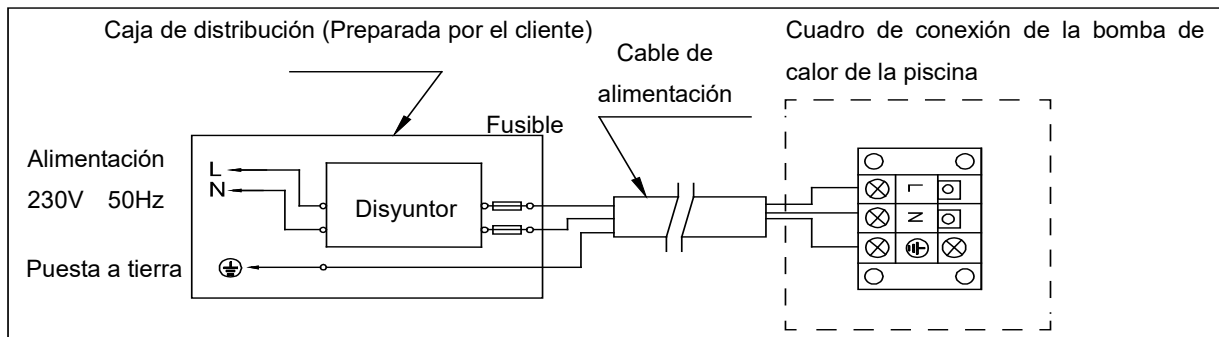 Caja de distribución (Preparada por el cliente)
Cuadro de conexión de la bomba de
calor de la piscina
Cable de
alimentación
Fusible
Alimentación
230V 50Hz
L
N
Disyuntor
Puesta a tierra
L
N